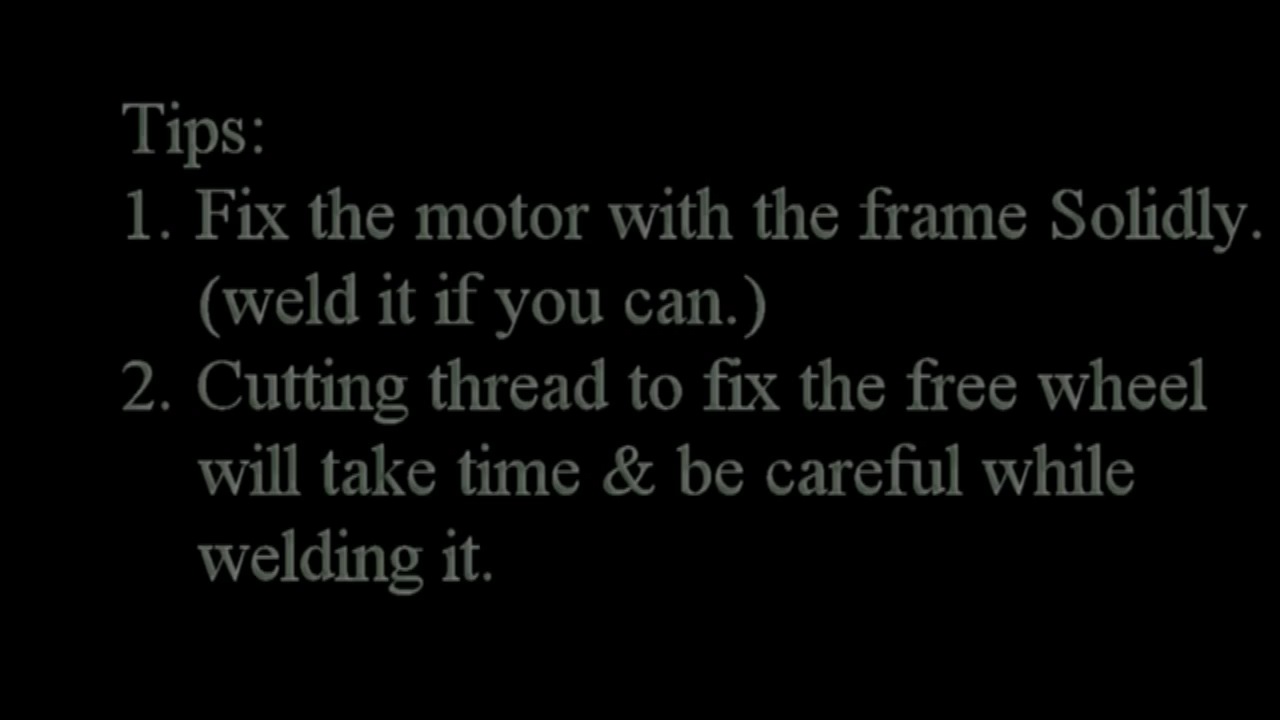 Tips:
1. Fix the motor with the frame Solidly.
(weld it if you can.)
2. Cutting thread to fix the free wheel
will take time & be careful while
welding it.